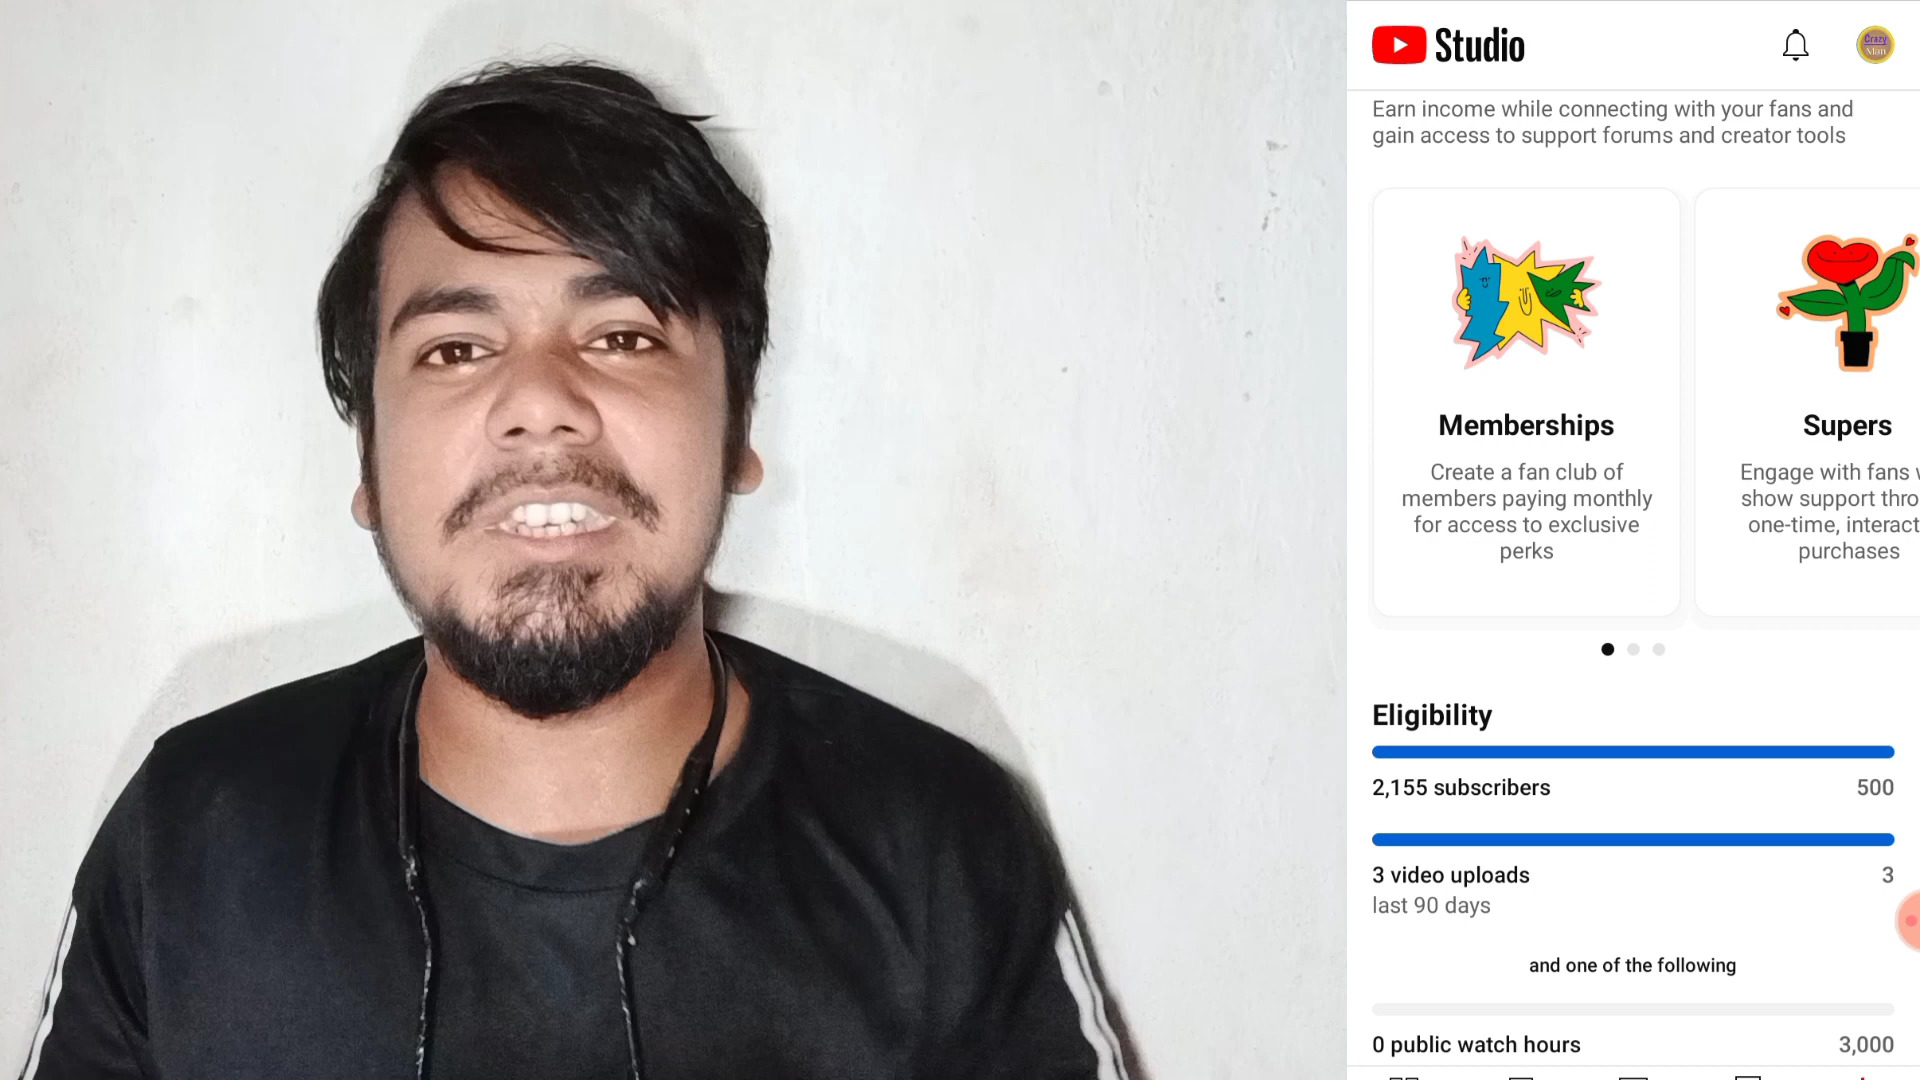 Studio
Crazy
Man
Earn income while connecting with your fans and
gain access to support forums and creator tools
Memberships
Create a fan club of
members paying monthly
for access to exclusive
perks
Supers
Engage with fans
show support
one-time,
purchases
Eligibility
2,155 subscribers
500
3 video uploads
3
last 90 days
and one of the following
0 public watch hours
3,000